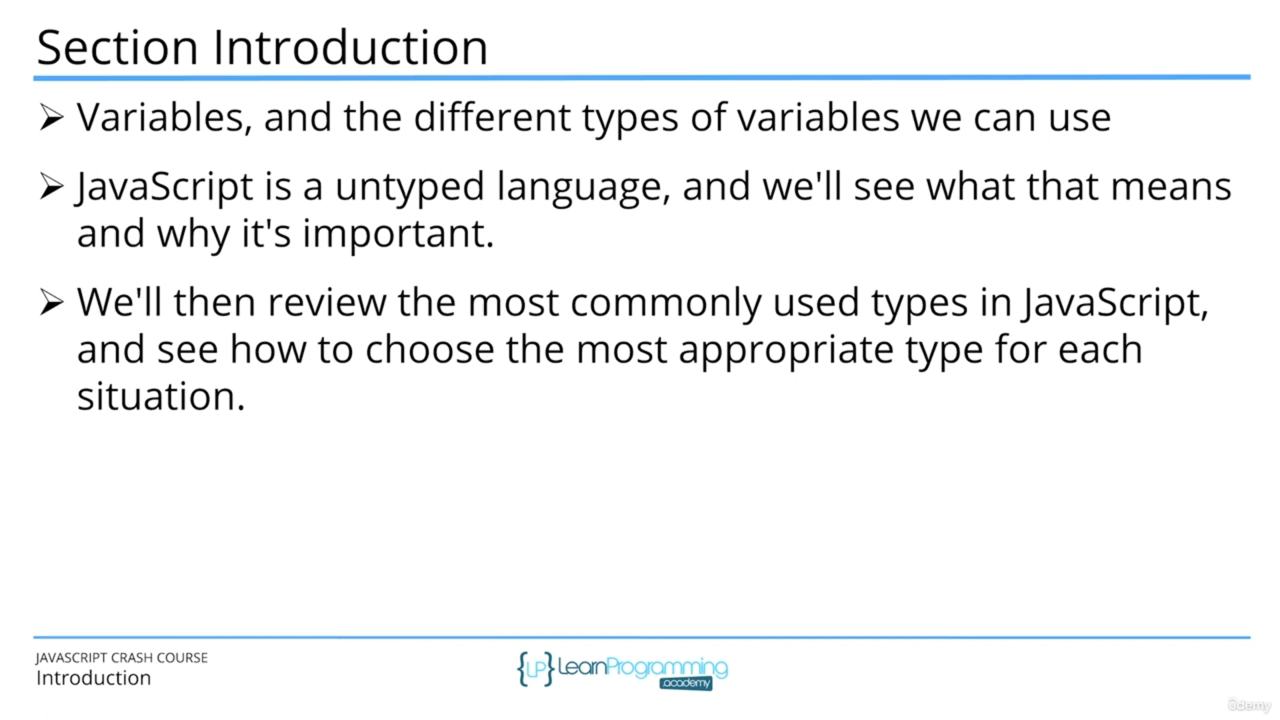 Section Introduction
Variables, and the different types of variables we can use
JavaScript is a untyped language, and we'll see what that means
and why it's important.
We'll then review the most commonly used types in JavaScript,
and see how to choose the most appropriate type for each
situation.
JAVASCRIPT CRASH COURSE
Introduction
{LP} LearnProgramming
.academy
ûdemy